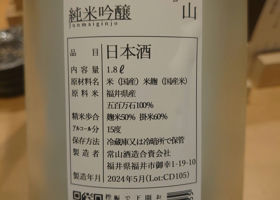 純米吟醸 山
junmaiginjo
品目 日本酒
内容 1.8ℓ
原材料名 米(国産)米麹(国産米)
原料米 福井県産
五百万石100%
精米歩合 麹米50% 掛米60%
アルコール分 15度
保存方法 冷蔵庫又は冷暗所で保管
製造者 常山酒造合資会社
福井県福井市御幸1-19-10
製造年月 2024年5月(Lot:CD105)